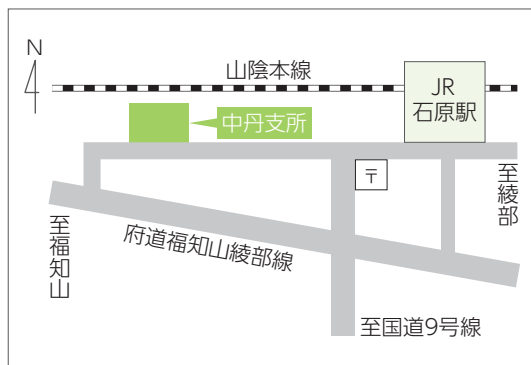 N
山陰本線
JR
石原駅
中丹支所
〒
至綾部
至福知山
府道福知山綾部線
至国道9号線